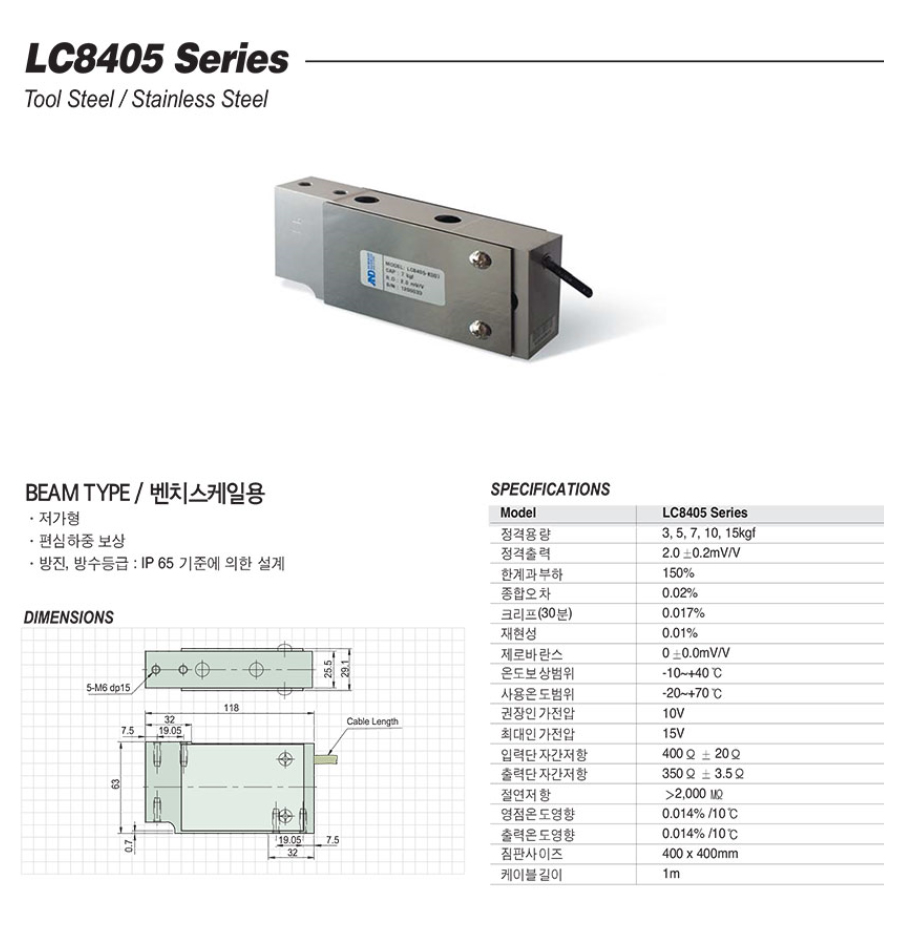 LC8405 Series
Tool Steel / Stainless Steel
AND
MODEL: LC8405-
CAP : 7 kgf
R.O : 2.0 mV/V
S/N :
BEAM TYPE / 벤치스케일용
· 저가형
· 편심하중 보상
· 방진, 방수등급 : IP 65 기준에 의한 설계
DIMENSIONS
5-M6 dp15
25.5
29.1
118
32
7.5
19.05
Cable Length
63
0.7
19.05
7.5
32
SPECIFICATIONS
Model LC8405 Series
정격용량 3, 5, 7, 10, 15kgf
정격출력 2.0 ±0.2mV/V
한계과부하 150%
종합오차 0.02%
크리프(30분) 0.017%
재현성 0.01%
제로바란스 0 ±0.0mV/V
온도보상범위 -10~+40 ℃
사용온도범위 -20~+70 ℃
권장인가전압 10V
최대인가전압 15V
입력단자간저항 400 Ω ± 20 Ω
출력단자간저항 350 Ω ± 3.5 Ω
절연저항 >2,000 ㏁
영점온도영향 0.014% /10 ℃
출력온도영향 0.014% /10 ℃
짐판사이즈 400 x 400mm
케이블길이 1m